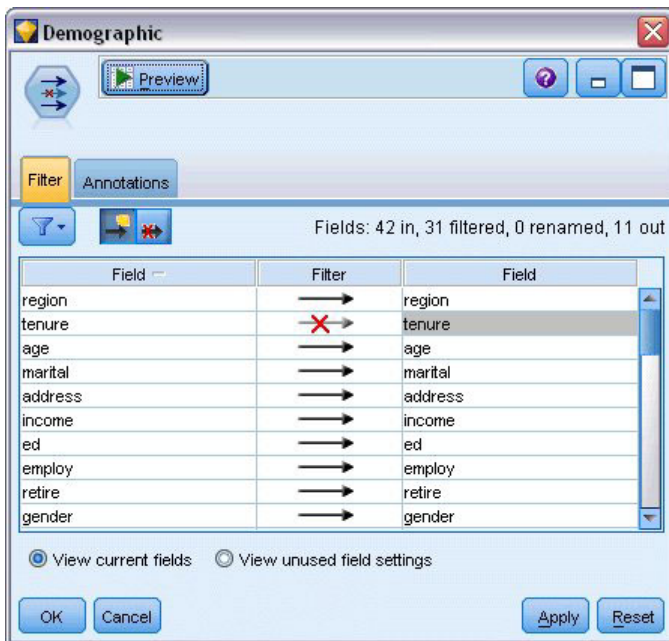 Demographic
Preview
Filter Annotations
Fields: 42 in, 31 filtered, 0 renamed, 11 out
Field Filter Field
region region
tenure tenure
age age
marital marital
address address
income income
ed ed
employ employ
retire retire
gender gender
View current fields View unused field settings
OK Cancel Apply Reset